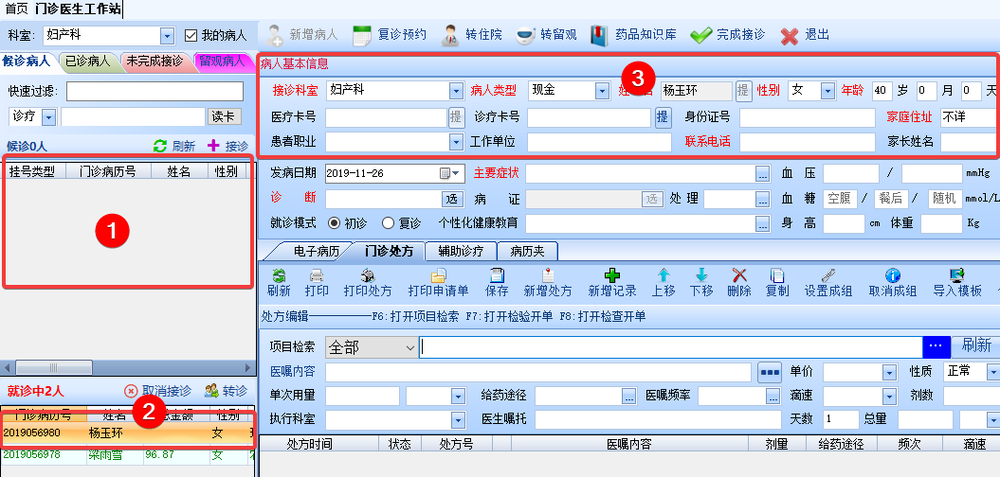 首页 门诊医生工作站
科室: 妇产科 我的病人
新增病人 复诊预约 转住院 转留观 药品知识库 完成接诊 退出
候诊病人 已诊病人 未完成接诊 留观病人
快速过滤:
诊疗 读卡
候诊0人 刷新 接诊
挂号类型 门诊病历号 姓名 性别
1
就诊中2人 取消接诊 转诊
门诊病历号 姓名 总金额 性别
2
2019056980 杨玉环 女
2019056978 梁雨雪 96.87 女
病人基本信息
3
接诊科室 妇产科 病人类型 现金 杨玉环 提 性别 女 年龄 40 岁 0 月 0 天
医疗卡号 提 诊疗卡号 提 身份证号 家庭住址 不详
患者职业 工作单位 联系电话 家长姓名
发病日期 2019-11-26 主要症状 ... 血 压 / mmHg
诊 断 选 病 证 选 处 理 ... 血 糖 空腹 / 餐后 / 随机 mmol/L
就诊模式 初诊 复诊 个性化健康教育 ... 身 高 cm 体重 Kg
电子病历 门诊处方 辅助诊疗 病历夹
刷新 打印 打印处方 打印申请单 保存 新增处方 新增记录 上移 下移 删除 复制 设置成组 取消成组 导入模板
处方编辑——————F6:打开项目检索 F7:打开检验开单 F8:打开检查开单
项目检索 全部 ... 刷新
医嘱内容 单价 性质 正常
单次用量 给药途径 ... 医嘱频率 ... 滴速 剂数
执行科室 医生嘱托 天数 1 总量
处方时间 状态 处方号 医嘱内容 剂量 给药途径 频次 滴速